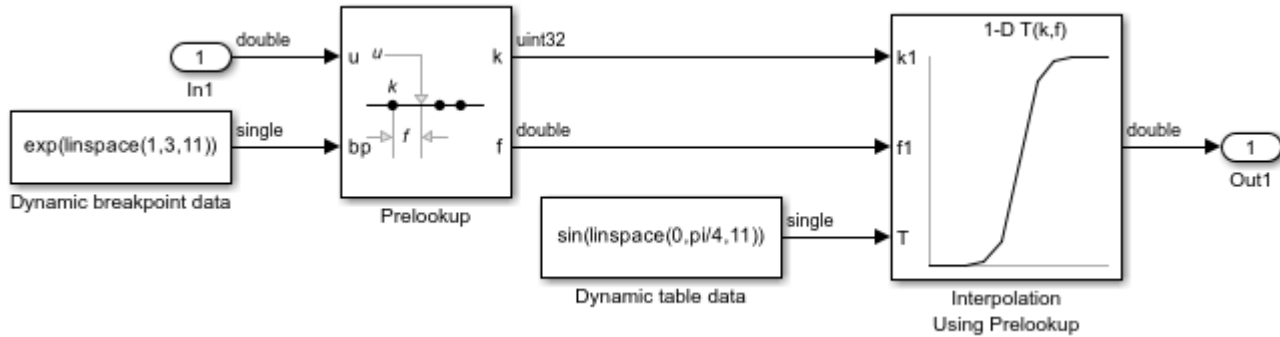 double
1
In1
exp(linspace(1,3,11))
single
Dynamic breakpoint data
u
u
k
k
bp
f
f
Prelookup
uint32
double
sin(linspace(0,pi/4,11))
single
Dynamic table data
1-D T(k,f)
k1
f1
T
Interpolation
Using Prelookup
double
1
Out1